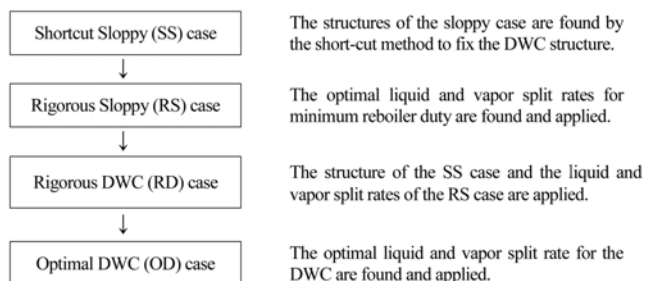 Shortcut Sloppy (SS) case
The structures of the sloppy case are found by
the short-cut method to fix the DWC structure.
Rigorous Sloppy (RS) case
The optimal liquid and vapor split rates for
minimum reboiler duty are found and applied.
Rigorous DWC (RD) case
The structure of the SS case and the liquid and
vapor split rates of the RS case are applied.
Optimal DWC (OD) case
The optimal liquid and vapor split rate for the
DWC are found and applied.